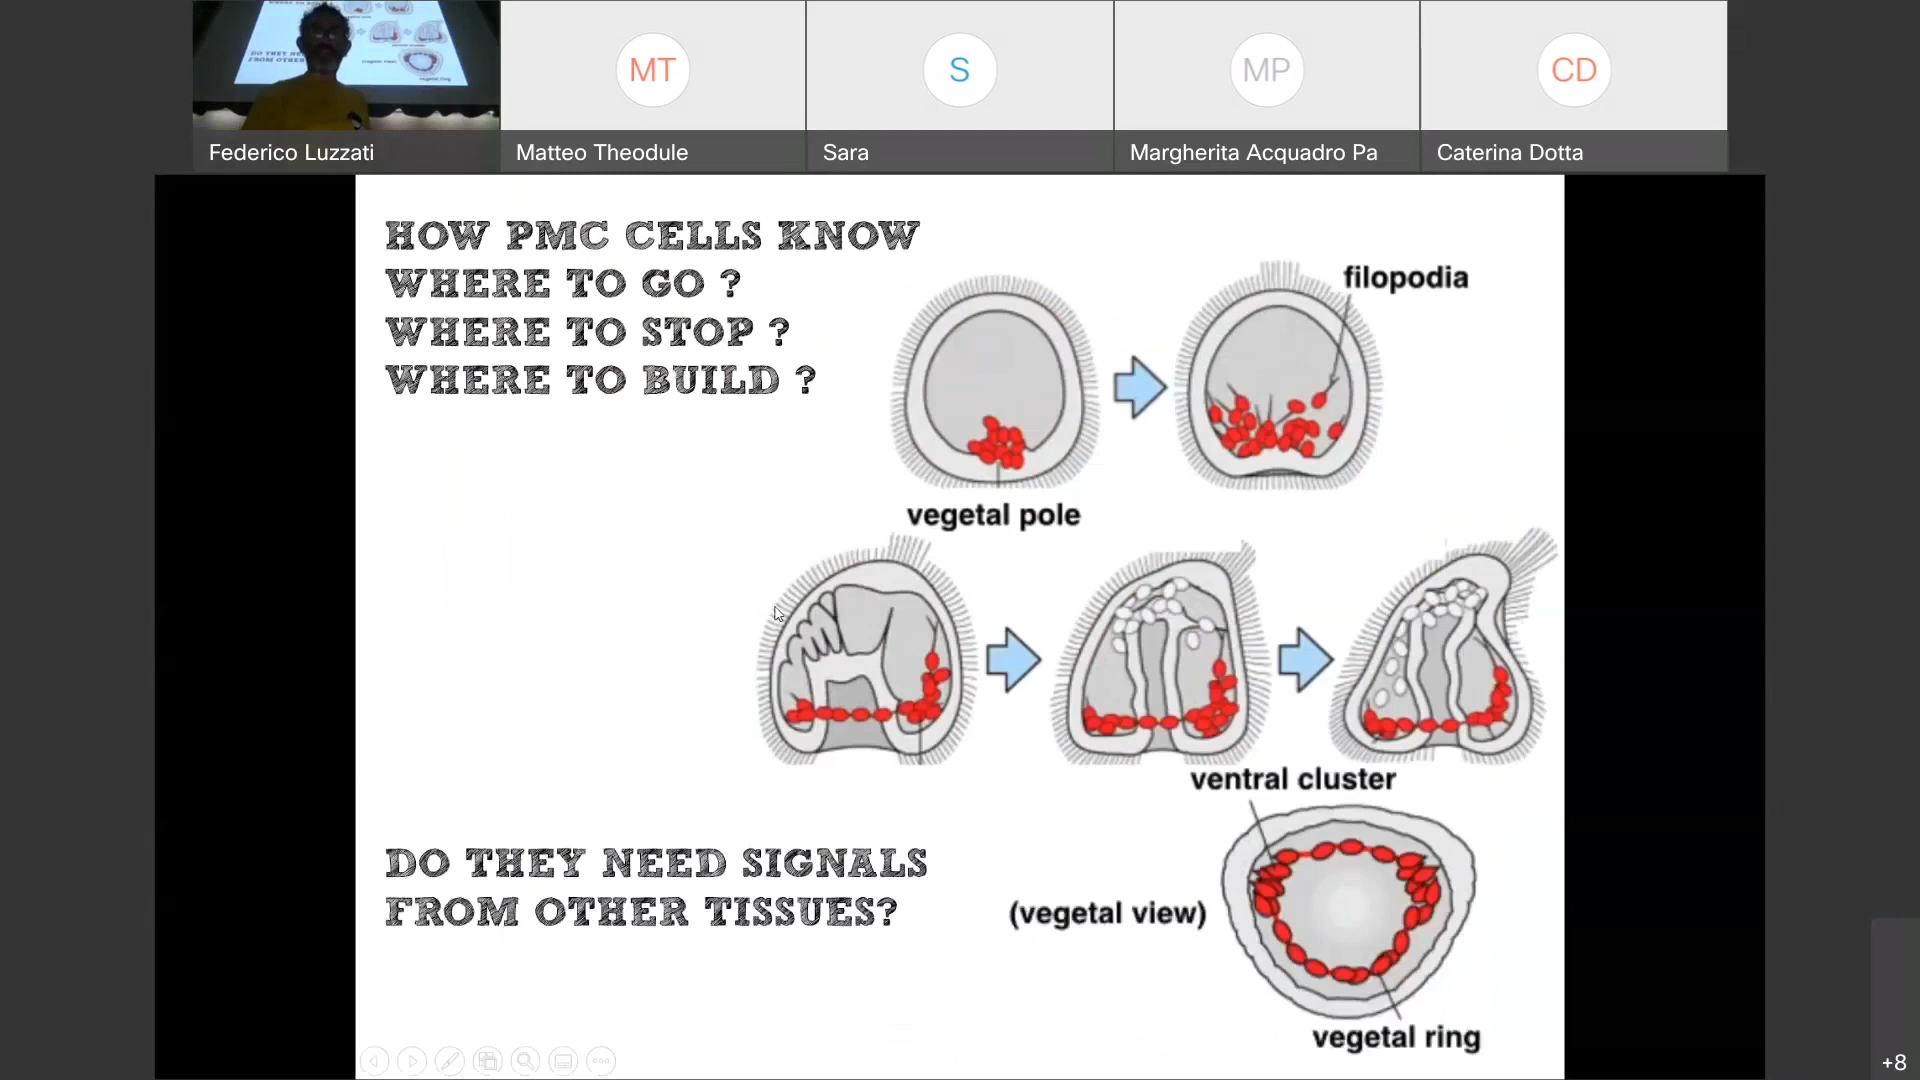 MT
S
MP
CD
Federico Luzzati
Matteo Theodule
Sara
Margherita Acquadro Pa
Caterina Dotta
HOW PMC CELLS KNOW
WHERE TO GO ?
WHERE TO STOP ?
WHERE TO BUILD ?
filopodia
vegetal pole
ventral cluster
DO THEY NEED SIGNALS
FROM OTHER TISSUES?
(vegetal view)
vegetal ring
+8